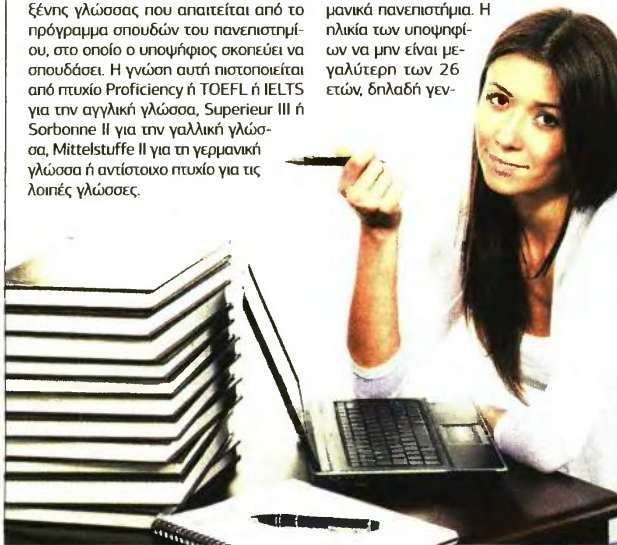 ξένης γλώσσας που απαιτείται από το
πρόγραμμα σπουδών του πανεπιστημί-
ου, στο οποίο ο υποψήφιος σκοπεύει να
σπουδάσει. Η γνώση αυτή πιστοποιείται
από πτυχίο Proficiency ή TOEFL ή IELTS
για την αγγλική γλώσσα, Superieur III ή
Sorbonne II για την γαλλική γλώσ-
σα, Mittelstuffe II για τη γερμανική
γλώσσα ή αντίστοιχο πτυχίο για τις
λοιπές γλώσσες.
μανικά πανεπιστήμια. Η
ηλικία των υποψηφί-
ων να μην είναι με-
γαλύτερη των 26
ετών, δηλαδή γεν-